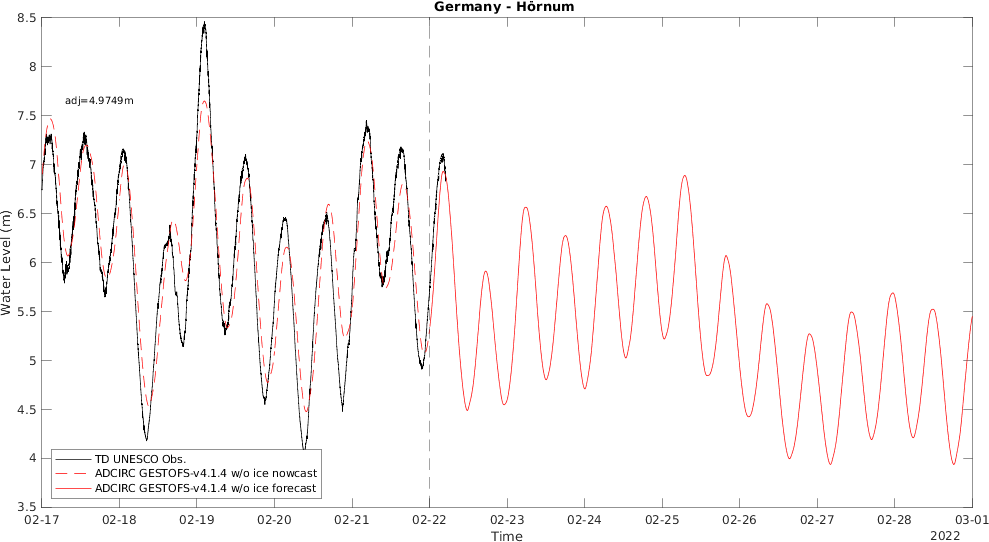 Germany - Hörnum
8.5
8
7.5
7
6.5
6
5.5
5
4.5
4
3.5
Water Level (m)
adj=4.9749m
TD UNESCO Obs.
ADCIRC GESTOFS-v4.1.4 w/o ice nowcast
ADCIRC GESTOFS-v4.1.4 w/o ice forecast
02-17 02-18 02-19 02-20 02-21 02-22 02-23 02-24 02-25 02-26 02-27 02-28 03-01
Time
2022